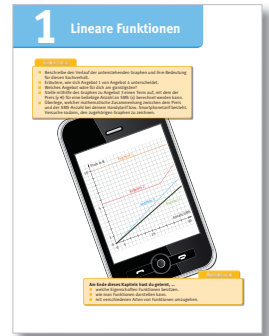 1 Lineare Funktionen
Beschreibe den Verlauf der untenstehenden Graphen und ihre Bedeutung
für diesen Sachverhalt.
Erläutere, wie sich Angebot 1 von Angebot 2 unterscheidet.
Welches Angebot wäre für dich am günstigsten?
Stelle mithilfe des Graphen zu Angebot 3 einen Term auf, mit dem der
Preis (y €) für eine beliebige Anzahl an SMS (x) berechnet werden kann.
Überlege, welcher mathematische Zusammenhang zwischen dem Preis
und der SMS-Anzahl bei deinem Handytarif bzw. Smartphonetarif besteht.
Versuche sodann, den zugehörigen Graphen zu zeichnen.
Am Ende dieses Kapitels hast du gelernt, ...
welche Eigenschaften Funktionen besitzen.
wie man Funktionen darstellen kann.
mit verschiedenen Arten von Funktionen umzugehen.